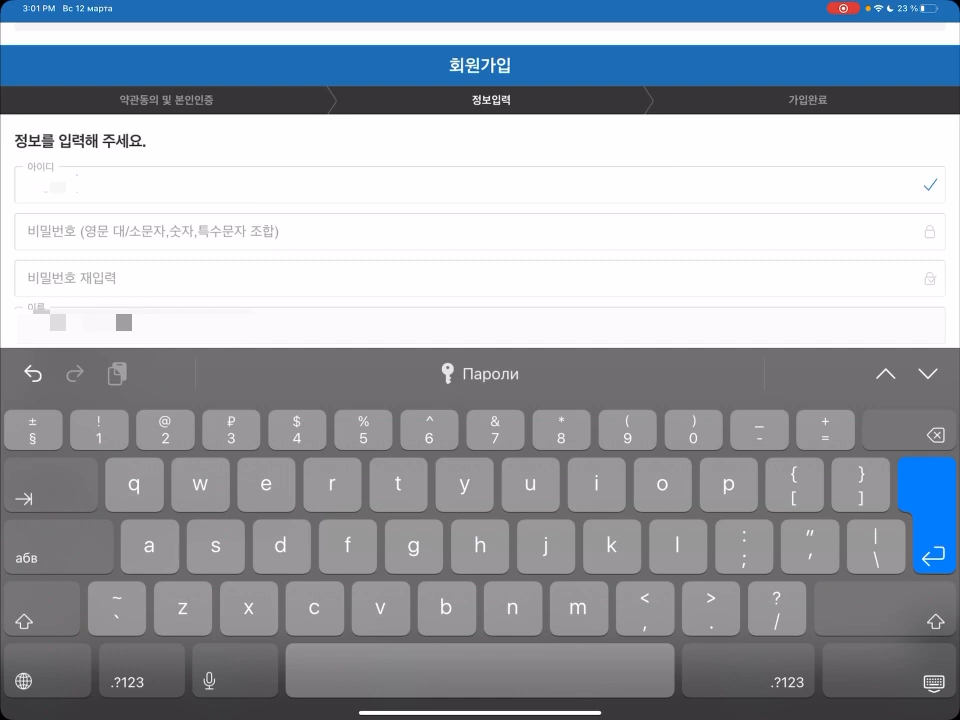 3:01 PM Вс 12 марта
23 %
회원가입
약관동의 및 본인인증
정보입력
가입완료
정보를 입력해 주세요.
아이디
비밀번호 (영문 대/소문자,숫자,특수문자 조합)
비밀번호 재입력
이름
Пароли
± ! @ ₽ $ % ^ & * ( ) _ +
§ 1 2 3 4 5 6 7 8 9 0 - =
q w e r t y u i o p { [ } ]
абв a s d f g h j k l : ; " ' | \
~ ` z x c v b n m < , > . ? /
.?123 .?123